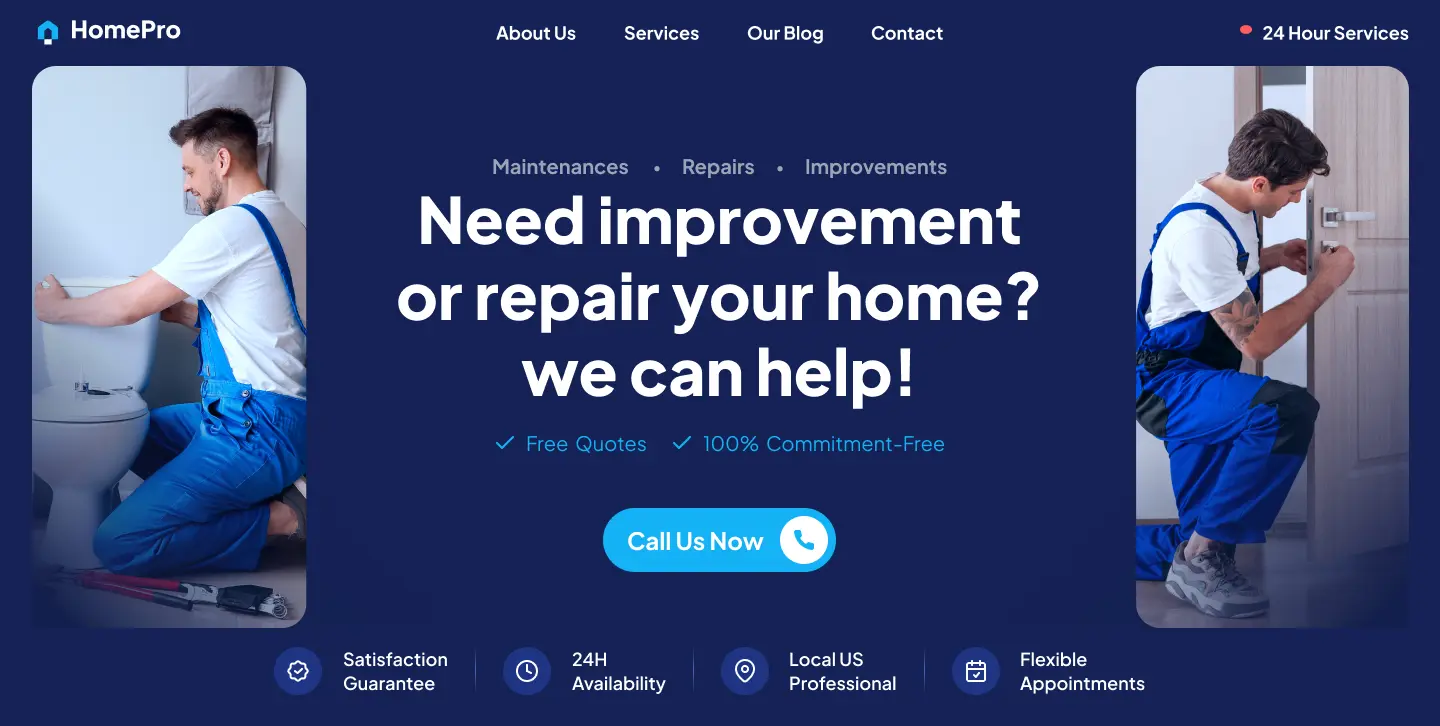 HomePro
About Us
Services
Our Blog
Contact
24 Hour Services
Maintenances • Repairs • Improvements
Need improvement
or repair your home?
we can help!
Free Quotes
100% Commitment-Free
Call Us Now
Satisfaction
Guarantee
24H
Availability
Local US
Professional
Flexible
Appointments